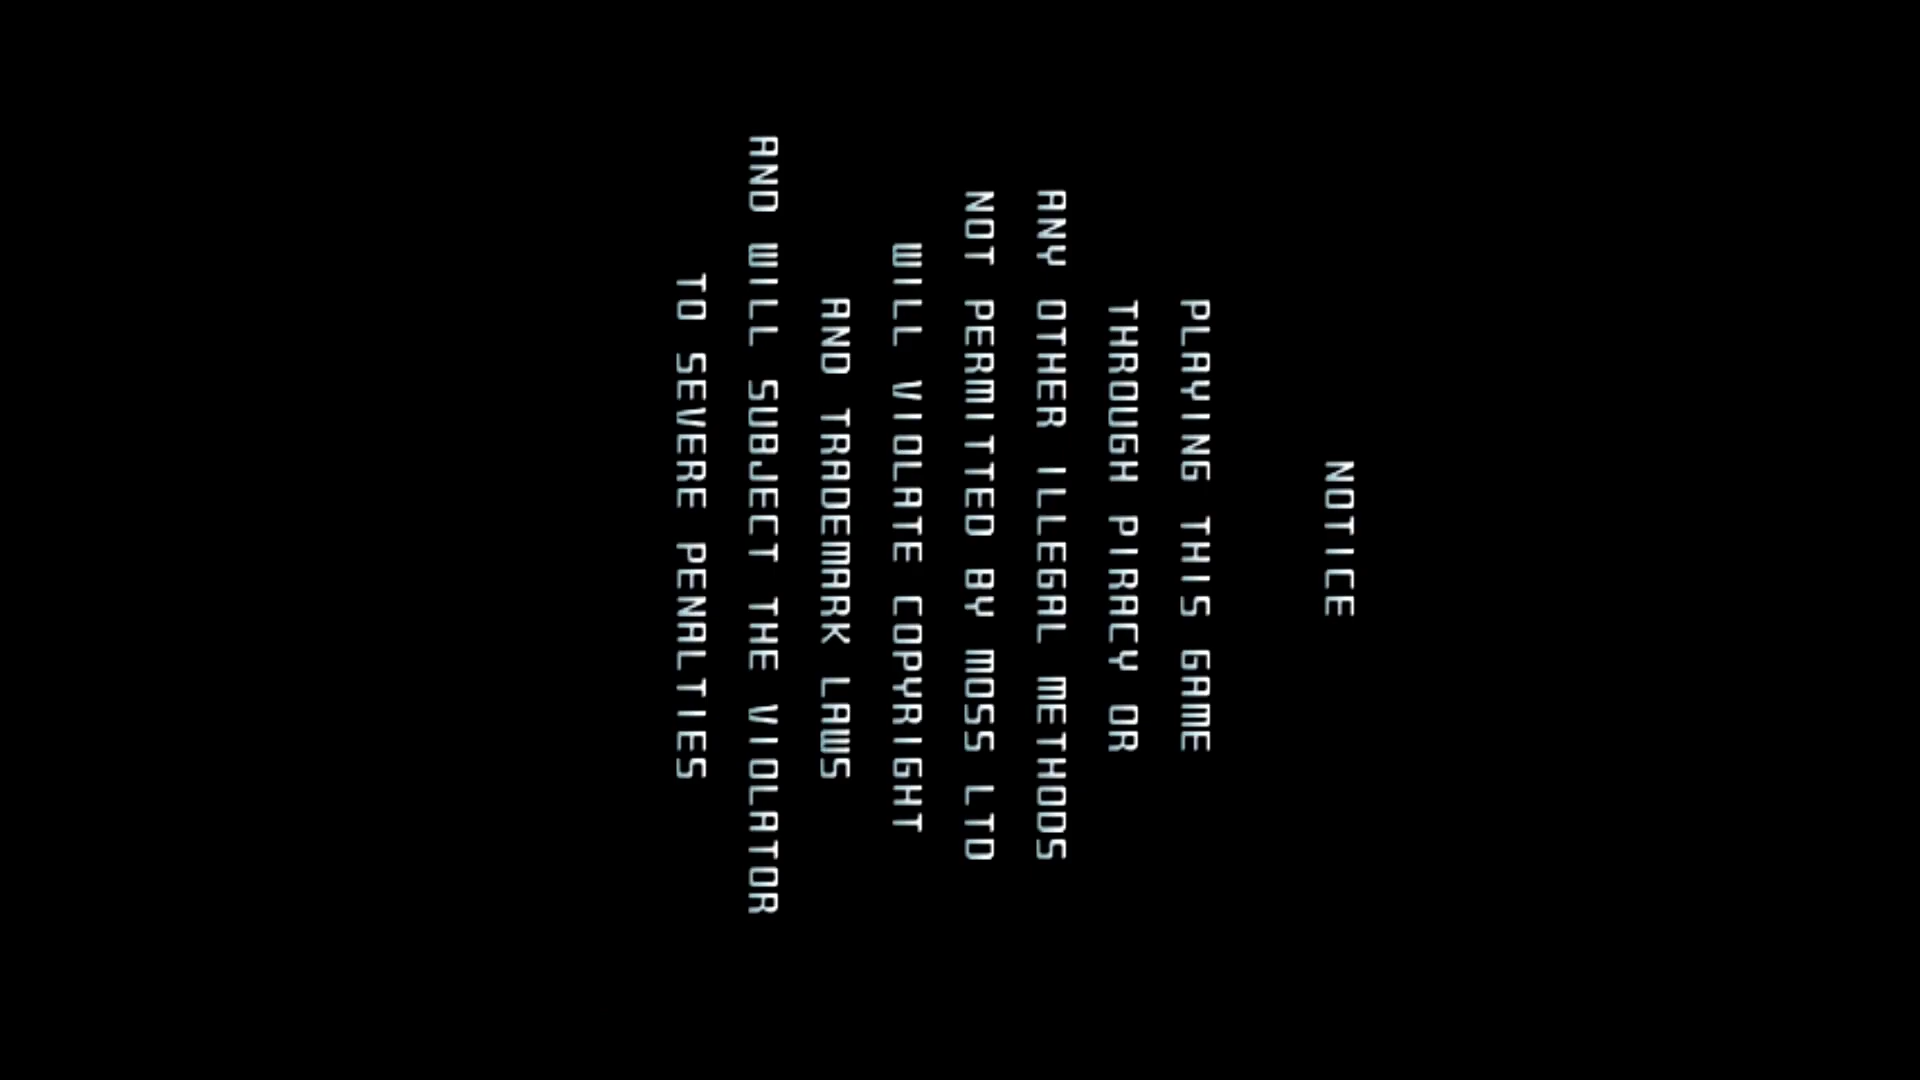 NOTICE
PLAYING THIS GAME
THROUGH PIRACY OR
ANY OTHER ILLEGAL METHODS
NOT PERMITTED BY MOSS LTD
WILL VIOLATE COPYRIGHT
AND TRADEMARK LAWS
AND WILL SUBJECT THE VIOLATOR
TO SEVERE PENALTIES